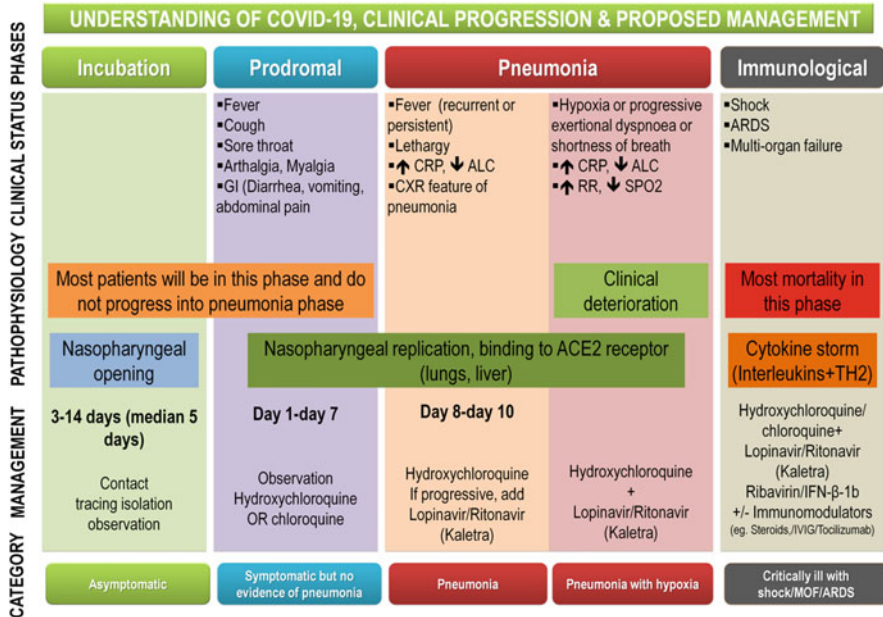 UNDERSTANDING OF COVID-19, CLINICAL PROGRESSION & PROPOSED MANAGEMENT
PHASES
Incubation
Prodromal
Pneumonia
Immunological
CLINICAL STATUS
▪Fever
▪Cough
▪Sore throat
▪Arthalgia, Myalgia
▪GI (Diarrhea, vomiting,
abdominal pain
▪Fever (recurrent or
persistent)
▪Lethargy
▪↑ CRP, ↓ ALC
▪CXR feature of
pneumonia
▪Hypoxia or progressive
exertional dyspnoea or
shortness of breath
▪↑ CRP, ↓ ALC
▪↑ RR, ↓ SPO2
▪Shock
▪ARDS
▪Multi-organ failure
PATHOPHYSIOLOGY
Most patients will be in this phase and do
not progress into pneumonia phase
Clinical
deterioration
Most mortality in
this phase
Nasopharyngeal
opening
Nasopharyngeal replication, binding to ACE2 receptor
(lungs, liver)
Cytokine storm
(Interleukins+TH2)
MANAGEMENT
3-14 days (median 5
days)
Contact
tracing isolation
observation
Day 1-day 7
Observation
Hydroxychloroquine
OR chloroquine
Day 8-day 10
Hydroxychloroquine
If progressive, add
Lopinavir/Ritonavir
(Kaletra)
Hydroxychloroquine
+
Lopinavir/Ritonavir
(Kaletra)
Hydroxychloroquine/
chloroquine+
Lopinavir/Ritonavir
(Kaletra)
Ribavirin/IFN-β-1b
+/- Immunomodulators
(eg. Steroids,/IVIG/Tocilizumab)
CATEGORY
Asymptomatic
Symptomatic but no
evidence of pneumonia
Pneumonia
Pneumonia with hypoxia
Critically ill with
shock/MOF/ARDS